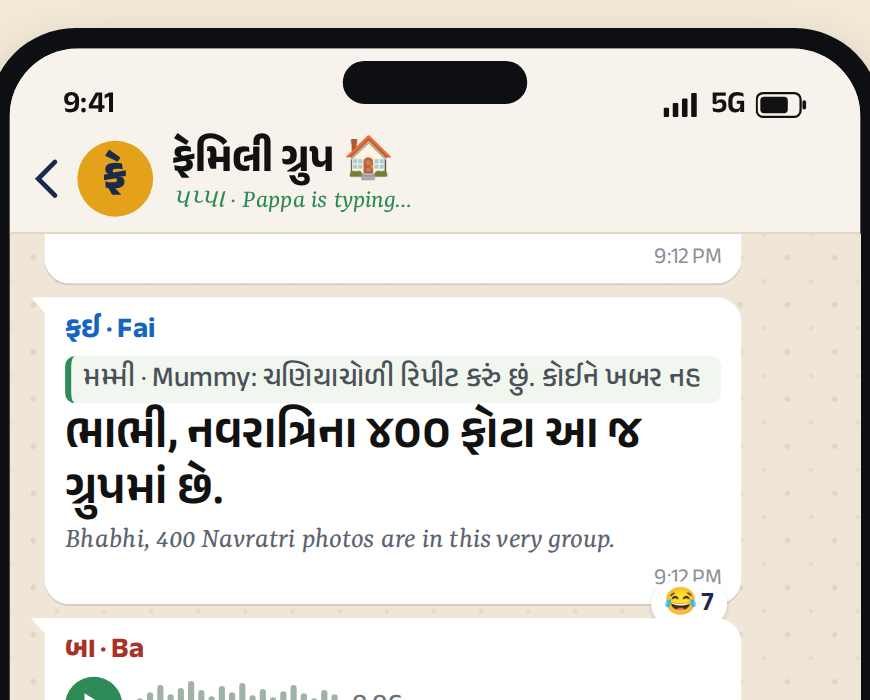 9:41 5G
ફે
ફેમિલી ગ્રુપ 🏠
પપ્પા · Pappa is typing...
9:12 PM
ફઈ · Fai
મમ્મી · Mummy: ચણિયાચોળી રિપીટ કરું છું. કોઈને ખબર નહ
ભાભી, નવરાત્રિના ૪૦૦ ફોટા આ જ
ગ્રુપમાં છે.
Bhabhi, 400 Navratri photos are in this very group.
9:12 PM
😂 7
બા · Ba